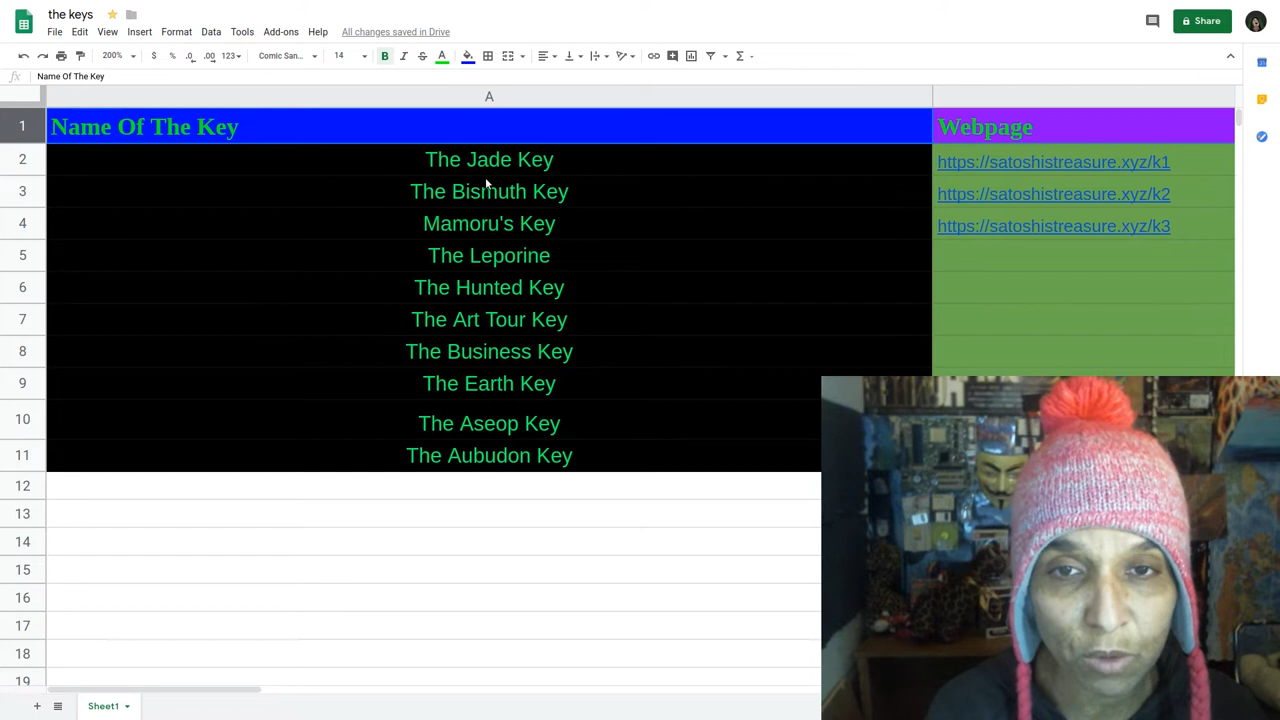 the keys
File Edit View Insert Format Data Tools Add-ons Help All changes saved in Drive
Share
200% $ % .0 .00 123 Comic San... 14 B I S A
fx Name Of The Key
A
1 Name Of The Key Webpage
2 The Jade Key https://satoshistreasure.xyz/k1
3 The Bismuth Key https://satoshistreasure.xyz/k2
4 Mamoru's Key https://satoshistreasure.xyz/k3
5 The Leporine
6 The Hunted Key
7 The Art Tour Key
8 The Business Key
9 The Earth Key
10 The Aseop Key
11 The Aubudon Key
12
13
14
15
16
17
18
19
Sheet1